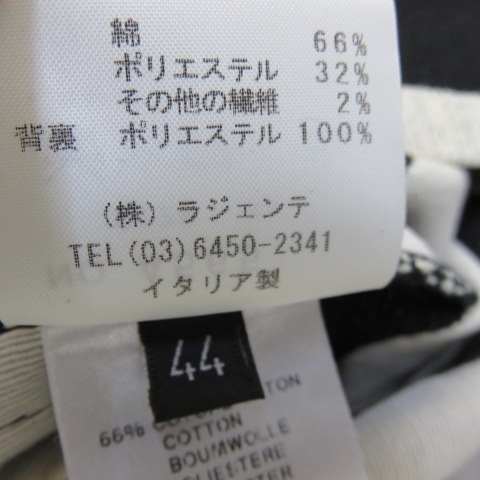 綿 66%
ポリエステル 32%
その他の繊維 2%
背裏 ポリエステル 100%
(株) ラジェンテ
TEL(03)6450-2341
イタリア製
44
66%
COTTON
BOUMWOLLE